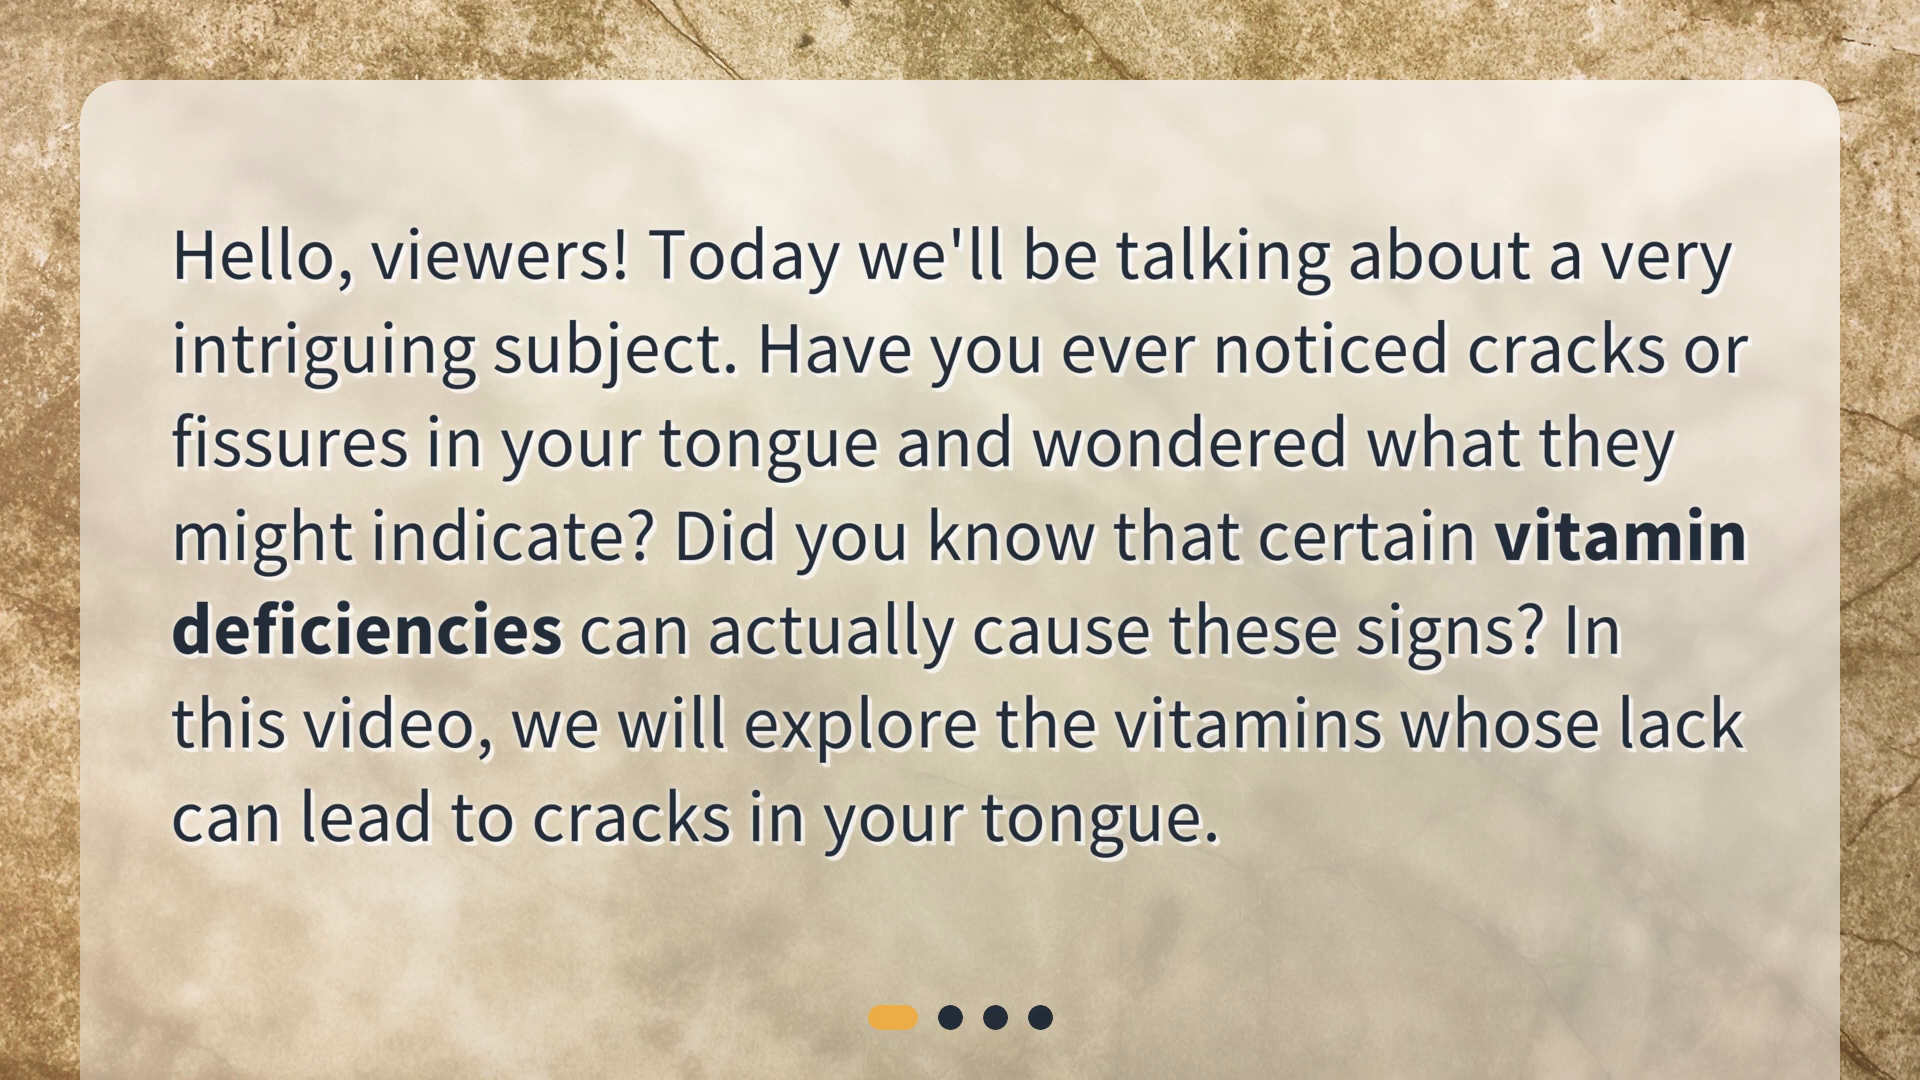 Hello, viewers! Today we'll be talking about a very
intriguing subject. Have you ever noticed cracks or
fissures in your tongue and wondered what they
might indicate? Did you know that certain vitamin
deficiencies can actually cause these signs? In
this video, we will explore the vitamins whose lack
can lead to cracks in your tongue.